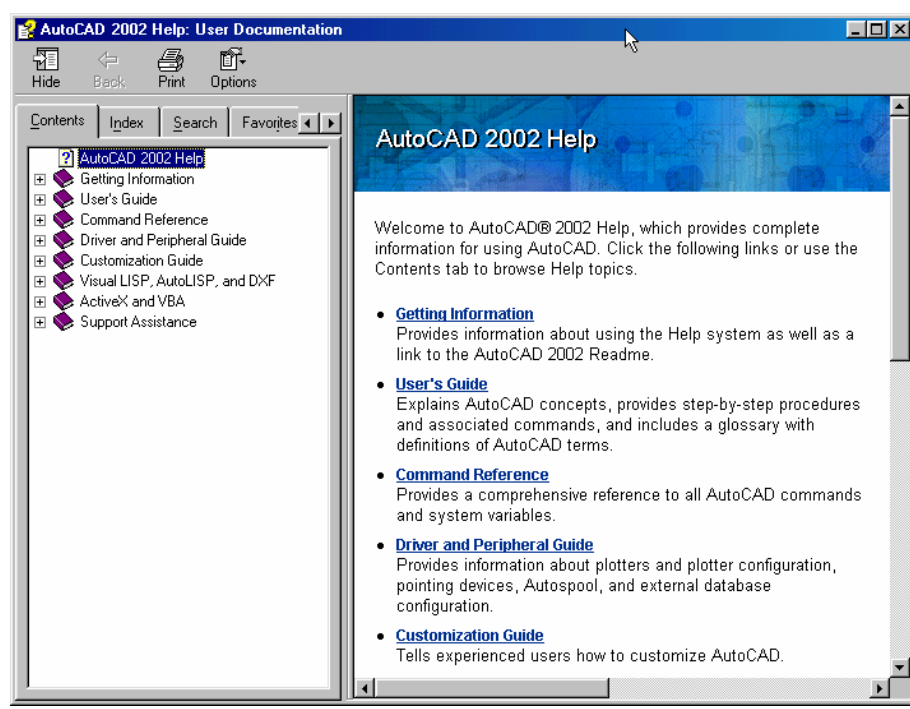 AutoCAD 2002 Help: User Documentation
Hide Back Print Options
Contents Index Search Favorites
AutoCAD 2002 Help
Getting Information
User's Guide
Command Reference
Driver and Peripheral Guide
Customization Guide
Visual LISP, AutoLISP, and DXF
ActiveX and VBA
Support Assistance
AutoCAD 2002 Help
Welcome to AutoCAD® 2002 Help, which provides complete
information for using AutoCAD. Click the following links or use the
Contents tab to browse Help topics.
• Getting Information
Provides information about using the Help system as well as a
link to the AutoCAD 2002 Readme.
• User's Guide
Explains AutoCAD concepts, provides step-by-step procedures
and associated commands, and includes a glossary with
definitions of AutoCAD terms.
• Command Reference
Provides a comprehensive reference to all AutoCAD commands
and system variables.
• Driver and Peripheral Guide
Provides information about plotters and plotter configuration,
pointing devices, Autospool, and external database
configuration.
• Customization Guide
Tells experienced users how to customize AutoCAD.